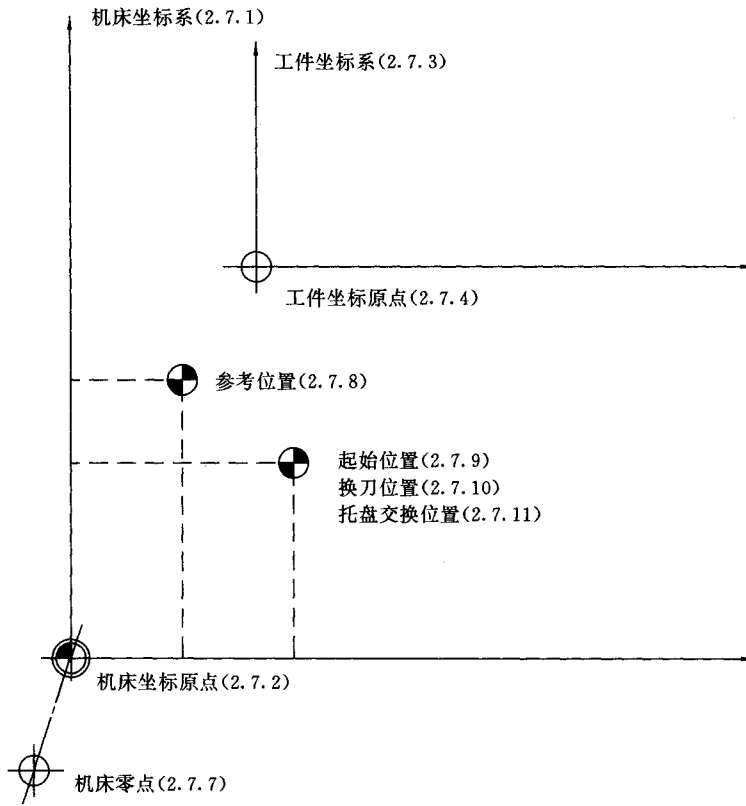 机床坐标系(2.7.1)
工件坐标系(2.7.3)
工件坐标原点(2.7.4)
参考位置(2.7.8)
起始位置(2.7.9)
换刀位置(2.7.10)
托盘交换位置(2.7.11)
机床坐标原点(2.7.2)
机床零点(2.7.7)